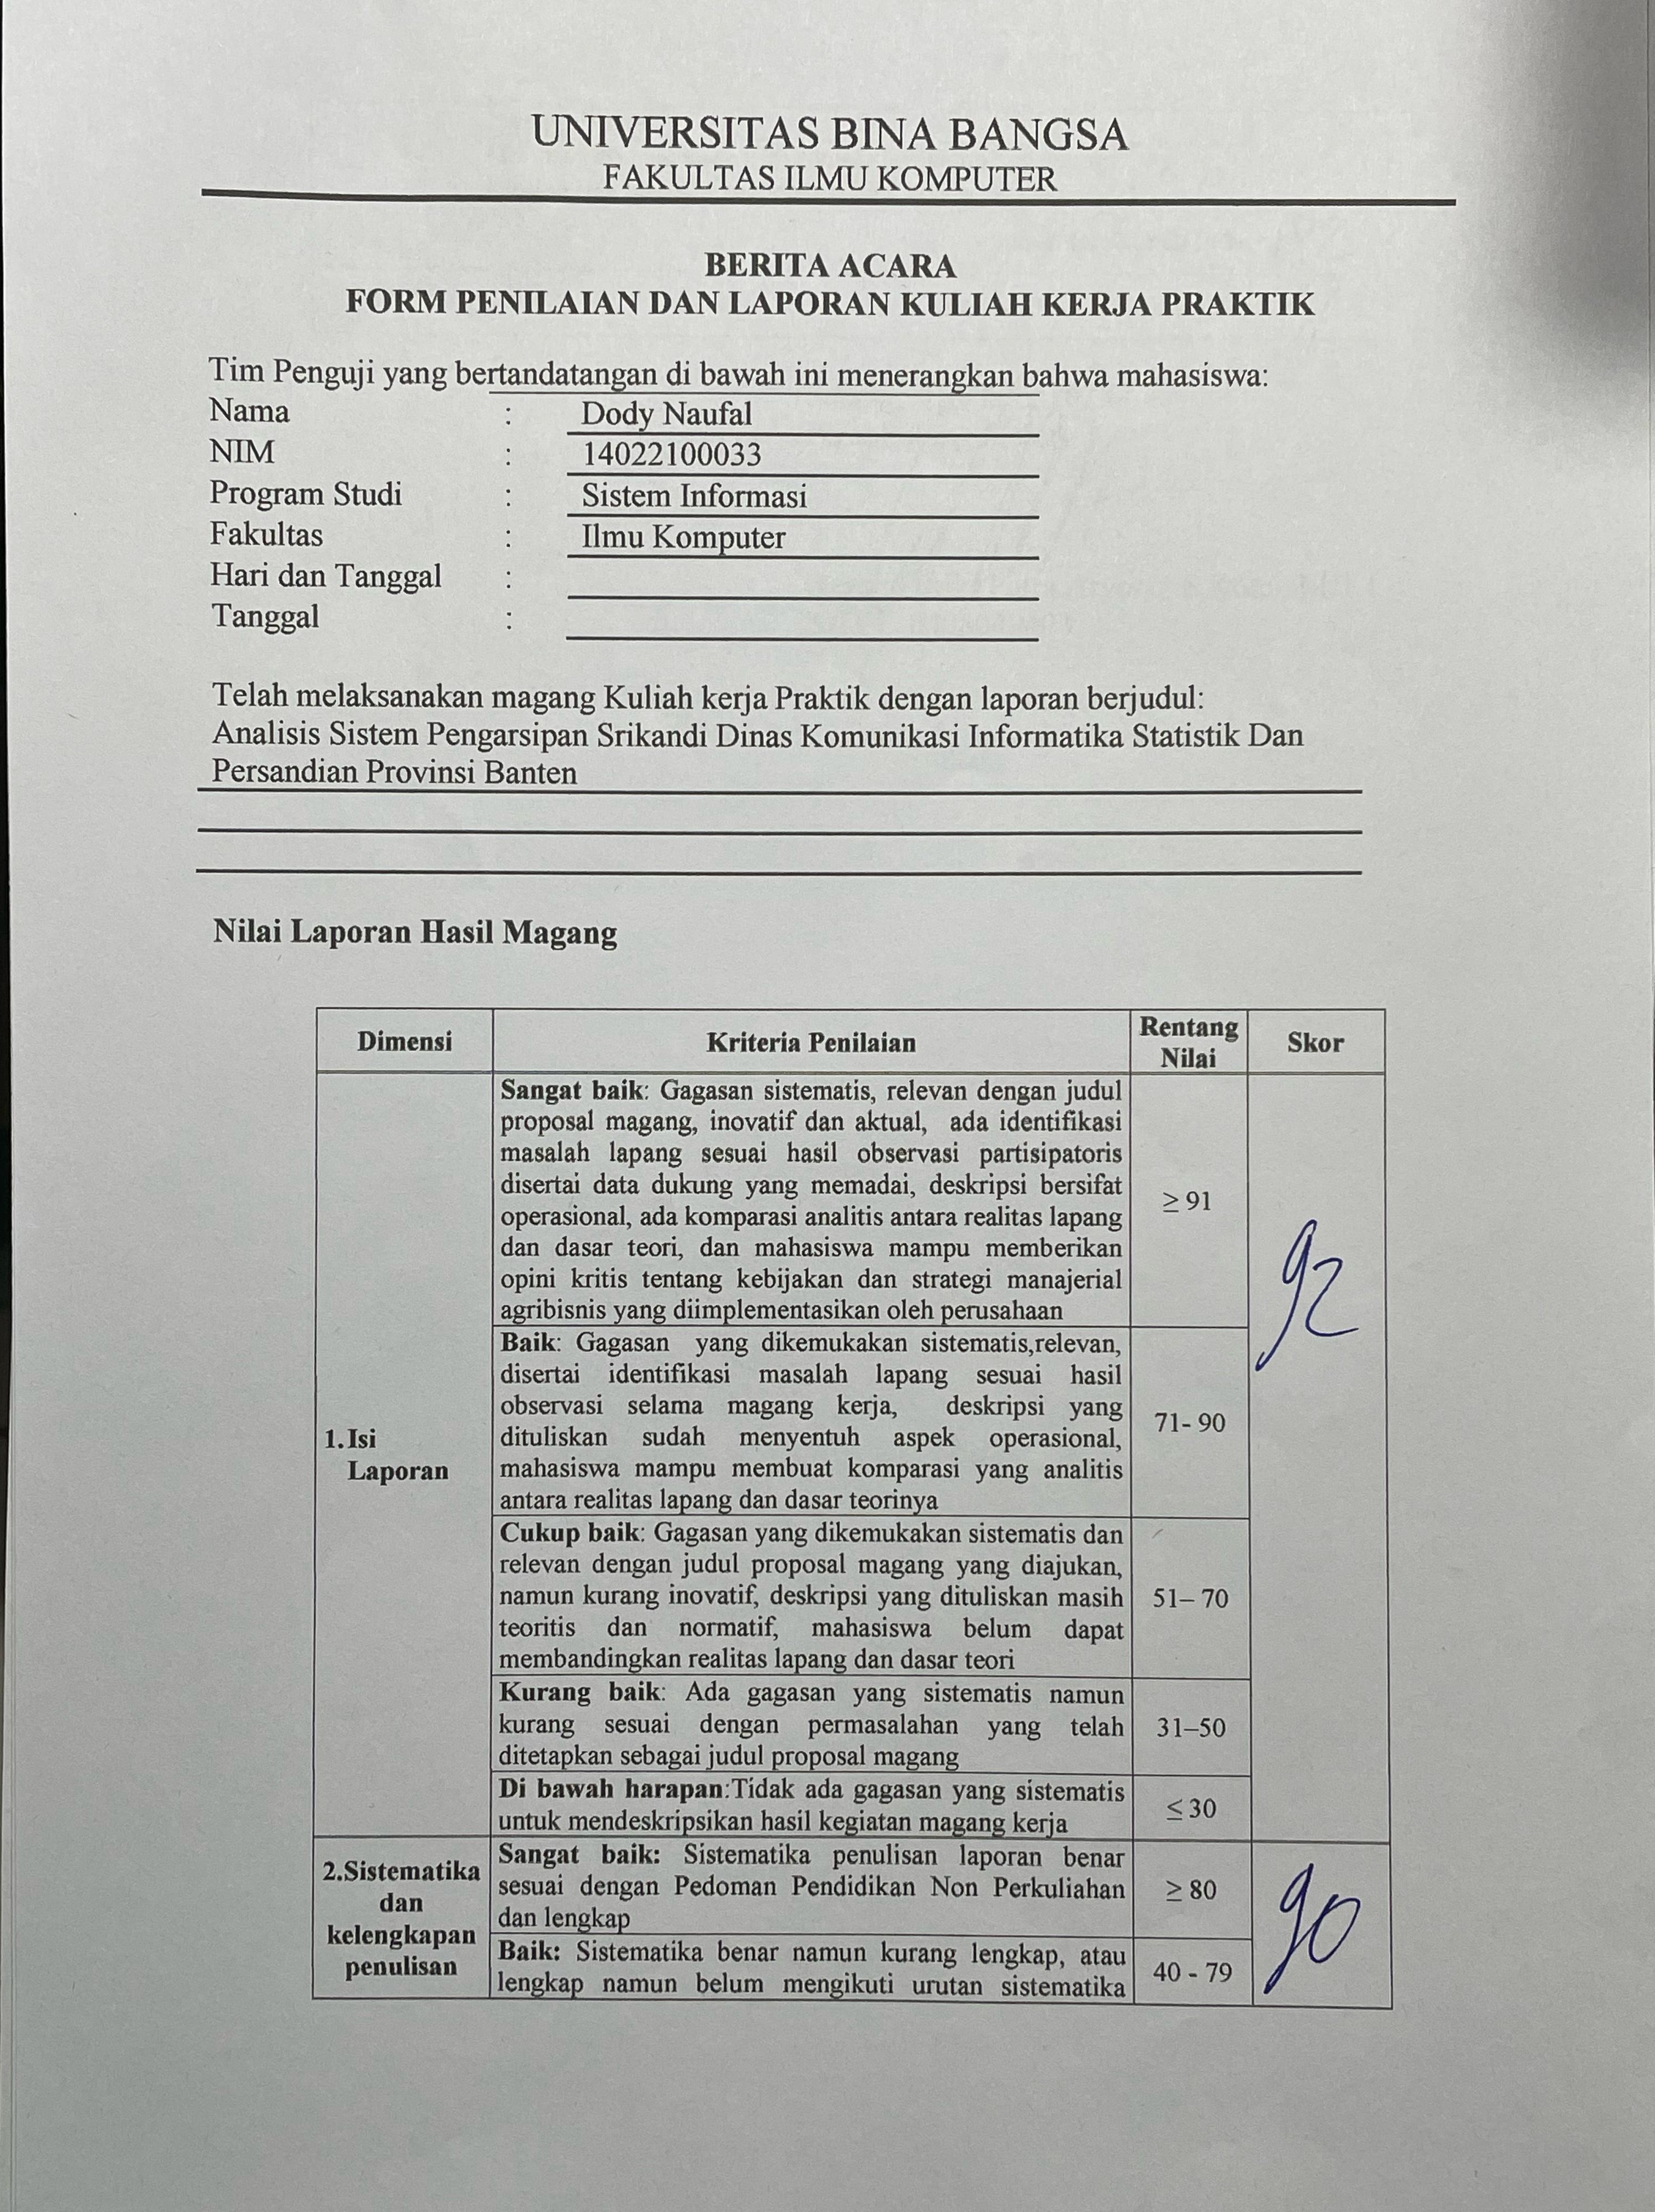 UNIVERSITAS BINA BANGSA
FAKULTAS ILMU KOMPUTER
BERITA ACARA
FORM PENILAIAN DAN LAPORAN KULIAH KERJA PRAKTIK
Tim Penguji yang bertandatangan di bawah ini menerangkan bahwa mahasiswa:
Nama : Dody Naufal
NIM : 14022100033
Program Studi : Sistem Informasi
Fakultas : Ilmu Komputer
Hari dan Tanggal :
Tanggal :
Telah melaksanakan magang Kuliah kerja Praktik dengan laporan berjudul:
Analisis Sistem Pengarsipan Srikandi Dinas Komunikasi Informatika Statistik Dan
Persandian Provinsi Banten
Nilai Laporan Hasil Magang
Dimensi
Kriteria Penilaian
Rentang
Nilai
Skor
1.Isi
Laporan
Sangat baik: Gagasan sistematis, relevan dengan judul
proposal magang, inovatif dan aktual, ada identifikasi
masalah lapang sesuai hasil observasi partisipatoris
disertai data dukung yang memadai, deskripsi bersifat
operasional, ada komparasi analitis antara realitas lapang
dan dasar teori, dan mahasiswa mampu memberikan
opini kritis tentang kebijakan dan strategi manajerial
agribisnis yang diimplementasikan oleh perusahaan
≥ 91
92
Baik: Gagasan yang dikemukakan sistematis,relevan,
disertai identifikasi masalah lapang sesuai hasil
observasi selama magang kerja, deskripsi yang
dituliskan sudah menyentuh aspek operasional,
mahasiswa mampu membuat komparasi yang analitis
antara realitas lapang dan dasar teorinya
71- 90
Cukup baik: Gagasan yang dikemukakan sistematis dan
relevan dengan judul proposal magang yang diajukan,
namun kurang inovatif, deskripsi yang dituliskan masih
teoritis dan normatif, mahasiswa belum dapat
membandingkan realitas lapang dan dasar teori
51– 70
Kurang baik: Ada gagasan yang sistematis namun
kurang sesuai dengan permasalahan yang telah
ditetapkan sebagai judul proposal magang
31–50
Di bawah harapan:Tidak ada gagasan yang sistematis
untuk mendeskripsikan hasil kegiatan magang kerja
≤ 30
2.Sistematika
dan
kelengkapan
penulisan
Sangat baik: Sistematika penulisan laporan benar
sesuai dengan Pedoman Pendidikan Non Perkuliahan
dan lengkap
≥ 80
90
Baik: Sistematika benar namun kurang lengkap, atau
lengkap namun belum mengikuti urutan sistematika
40 - 79